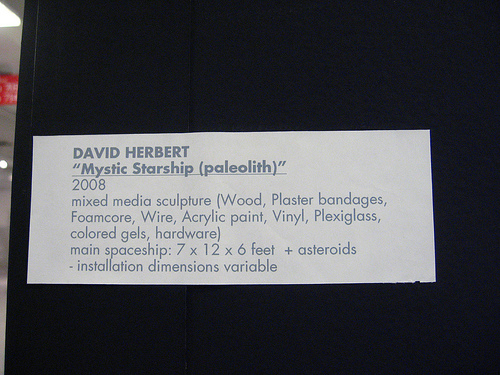 DAVID HERBERT
"Mystic Starship (paleolith)"
2008
mixed media sculpture (Wood, Plaster bandages,
Foamcore, Wire, Acrylic paint, Vinyl, Plexiglass,
colored gels, hardware)
main spaceship: 7 x 12 x 6 feet + asteroids
- installation dimensions variable